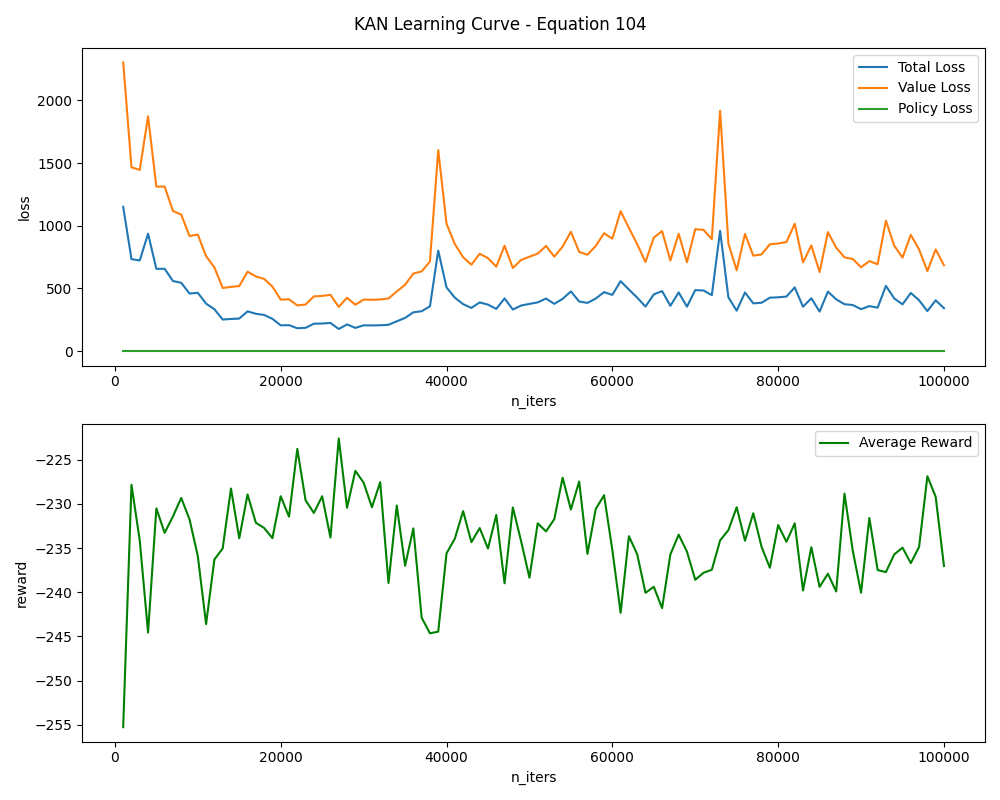 KAN Learning Curve - Equation 104
Total Loss
Value Loss
Policy Loss
2000
1500
1000
500
0
loss
0 20000 40000 60000 80000 100000
n_iters
Average Reward
−225
−230
−235
−240
−245
−250
−255
reward
0 20000 40000 60000 80000 100000
n_iters